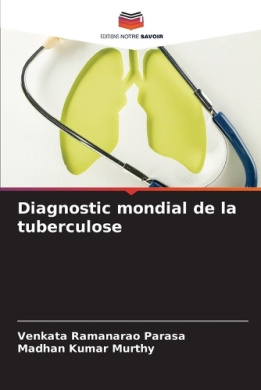 EDITIONS NOTRE SAVOIR
Diagnostic mondial de la
tuberculose
Venkata Ramanarao Parasa
Madhan Kumar Murthy